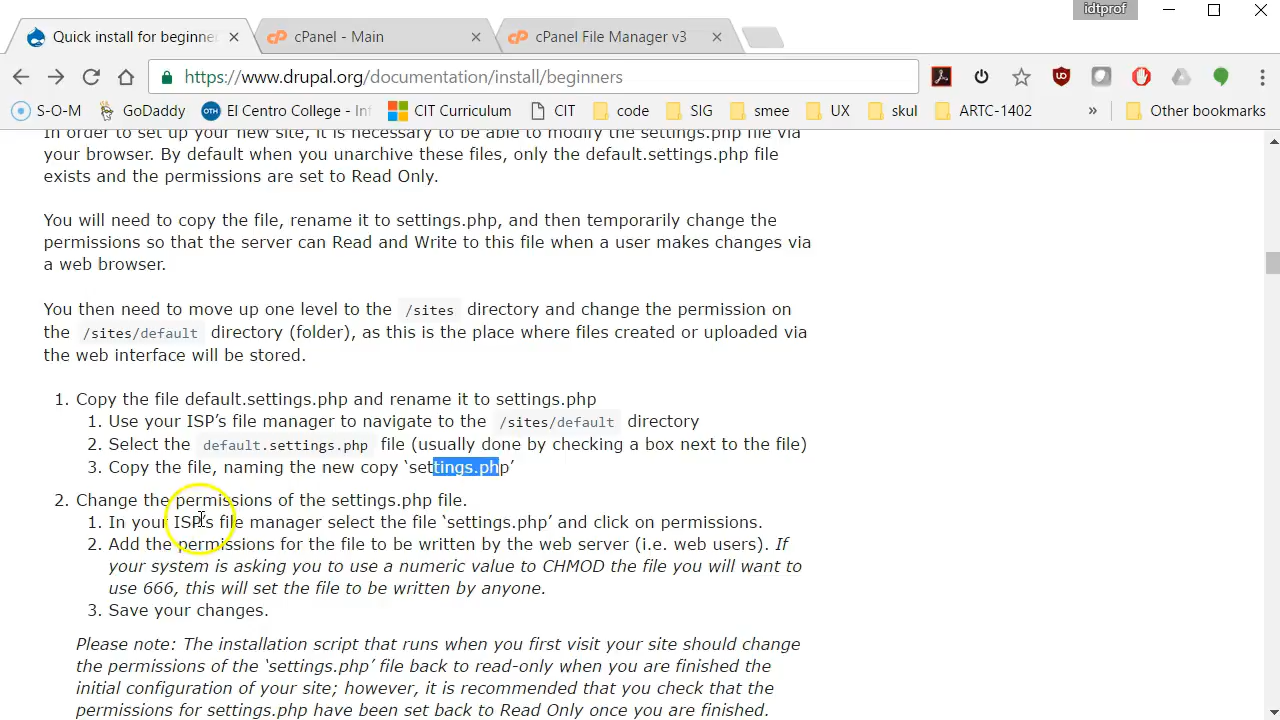 idtprof
Quick install for beginne
cPanel - Main
cPanel File Manager v3
https://www.drupal.org/documentation/install/beginners
S-O-M
GoDaddy
OTH
El Centro College - In
CIT Curriculum
CIT
code
SIG
smee
UX
skul
ARTC-1402
»
Other bookmarks
In order to set up your new site, it is necessary to be able to modify the settings.php file via
your browser. By default when you unarchive these files, only the default.settings.php file
exists and the permissions are set to Read Only.
You will need to copy the file, rename it to settings.php, and then temporarily change the
permissions so that the server can Read and Write to this file when a user makes changes via
a web browser.
You then need to move up one level to the /sites directory and change the permission on
the /sites/default directory (folder), as this is the place where files created or uploaded via
the web interface will be stored.
1. Copy the file default.settings.php and rename it to settings.php
1. Use your ISP's file manager to navigate to the /sites/default directory
2. Select the default.settings.php file (usually done by checking a box next to the file)
3. Copy the file, naming the new copy ‘settings.php’
2. Change the permissions of the settings.php file.
1. In your ISP's file manager select the file ‘settings.php’ and click on permissions.
2. Add the permissions for the file to be written by the web server (i.e. web users). If
your system is asking you to use a numeric value to CHMOD the file you will want to
use 666, this will set the file to be written by anyone.
3. Save your changes.
Please note: The installation script that runs when you first visit your site should change
the permissions of the ‘settings.php’ file back to read-only when you are finished the
initial configuration of your site; however, it is recommended that you check that the
permissions for settings.php have been set back to Read Only once you are finished.